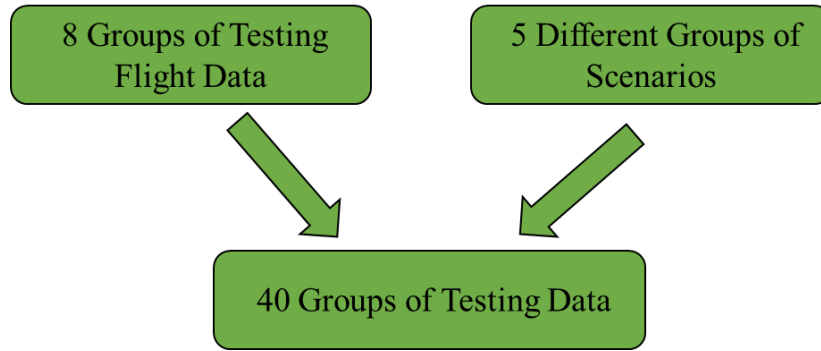 8 Groups of Testing
Flight Data
5 Different Groups of
Scenarios
40 Groups of Testing Data